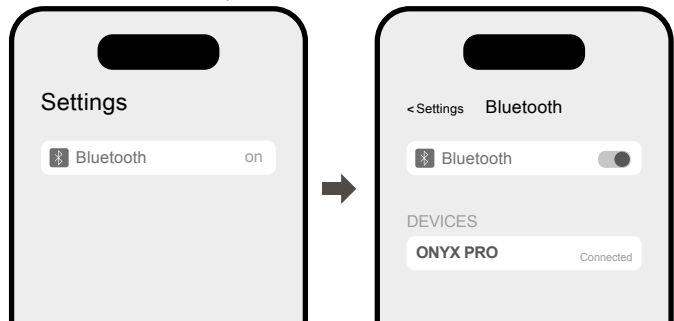 Settings
Bluetooth on
< Settings Bluetooth
Bluetooth
DEVICES
ONYX PRO Connected